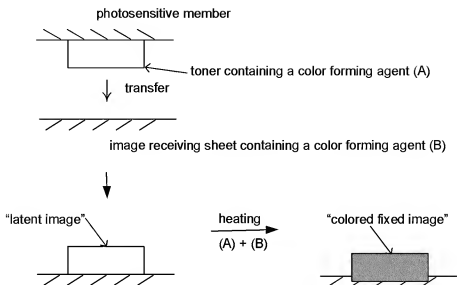 photosensitive member
toner containing a color forming agent (A)
transfer
image receiving sheet containing a color forming agent (B)
"latent image"
heating
(A) + (B)
"colored fixed image"